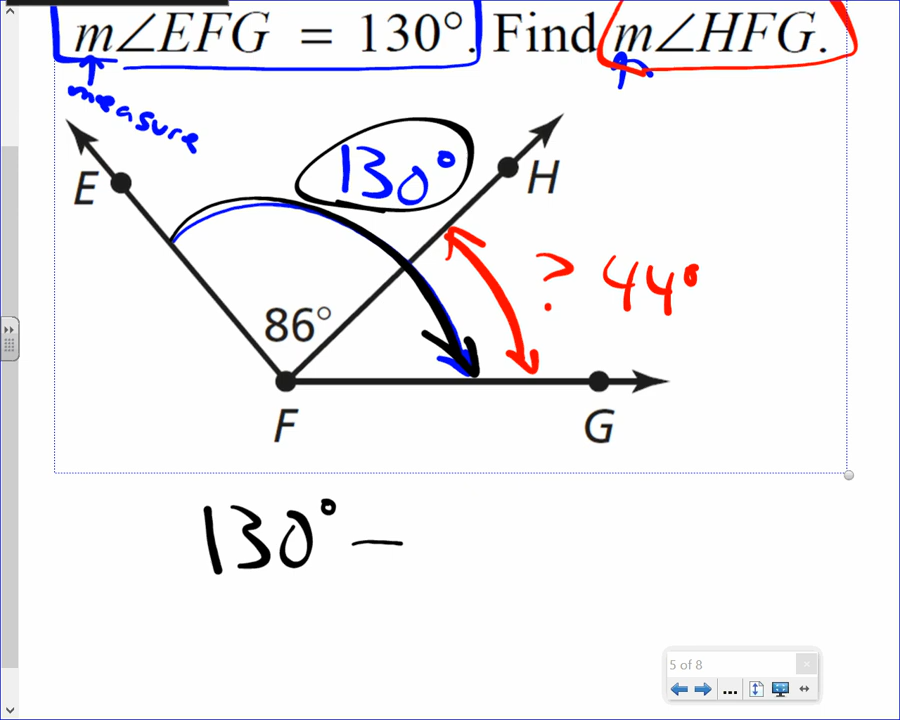 m∠EFG = 130°. Find m∠HFG.
measure
130°
E
H
? 44°
86°
F
G
130° −
5 of 8